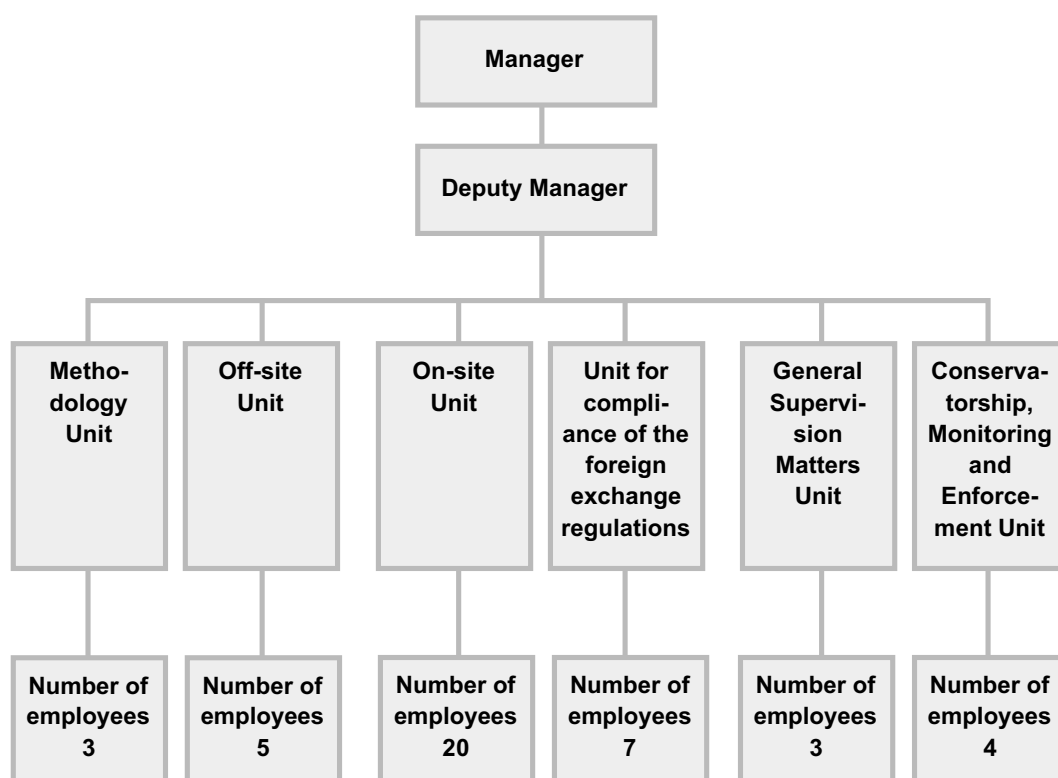 Manager
Deputy Manager
Metho-
dology
Unit
Off-site
Unit
On-site
Unit
Unit for
compli-
ance of the
foreign
exchange
regulations
General
Supervi-
sion
Matters
Unit
Conserva-
torship,
Monitoring
and
Enforce-
ment Unit
Number of
employees
3
Number of
employees
5
Number of
employees
20
Number of
employees
7
Number of
employees
3
Number of
employees
4